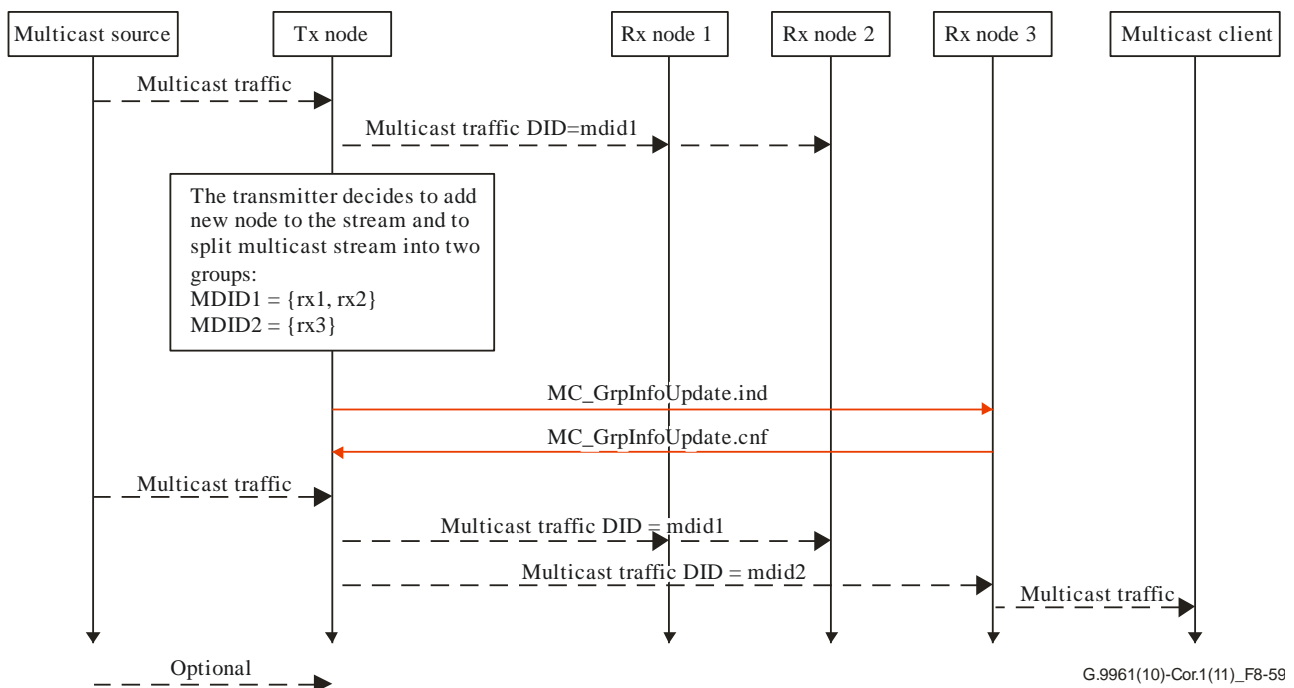 Multicast source
Tx node
Rx node 1
Rx node 2
Rx node 3
Multicast client
Multicast traffic
Multicast traffic DID=mdid1
The transmitter decides to add
new node to the stream and to
split multicast stream into two
groups:
MDID1 = {rx1, rx2}
MDID2 = {rx3}
MC_GrpInfoUpdate.ind
MC_GrpInfoUpdate.cnf
Multicast traffic
Multicast traffic DID = mdid1
Multicast traffic DID = mdid2
Multicast traffic
Optional
G.9961(10)-Cor.1(11)_F8-59